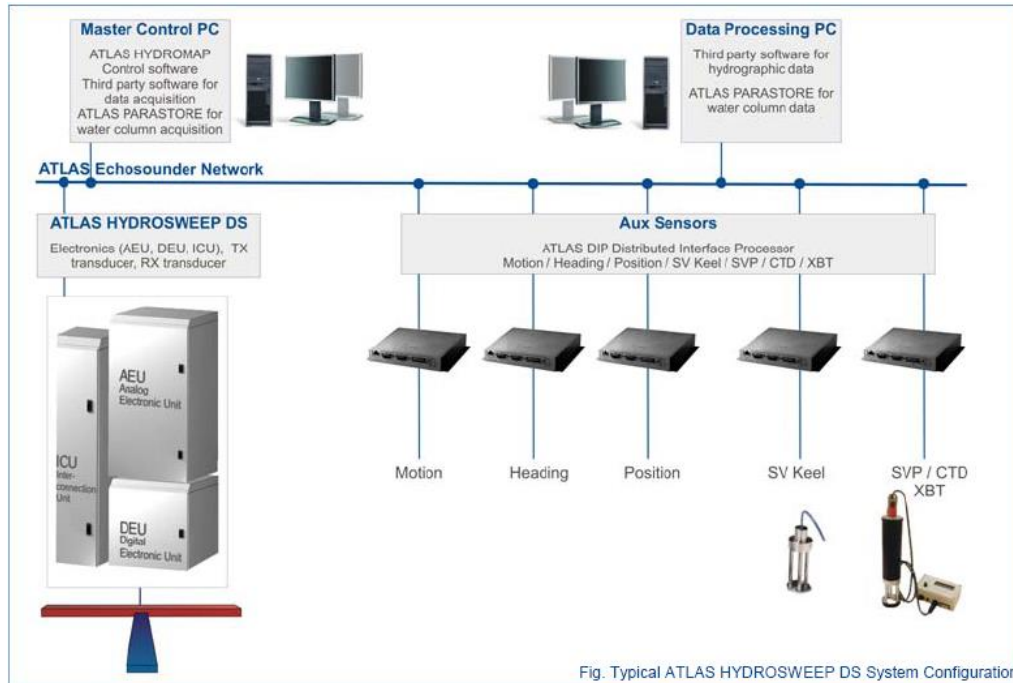 Master Control PC
ATLAS HYDROMAP
Control software
Third party software for
data acquisition
ATLAS PARASTORE for
water column acquisition
Data Processing PC
Third party software for
hydrographic data
ATLAS PARASTORE for
water column data
ATLAS Echosounder Network
ATLAS HYDROSWEEP DS
Electronics (AEU, DEU, ICU), TX
transducer, RX transducer
Aux Sensors
ATLAS DIP Distributed Interface Processor
Motion / Heading / Position / SV Keel / SVP / CTD / XBT
AEU
Analog
Electronic Unit
ICU
Inter-
connection
Unit
DEU
Digital
Electronic Unit
Motion
Heading
Position
SV Keel
SVP / CTD
XBT
Fig. Typical ATLAS HYDROSWEEP DS System Configuration